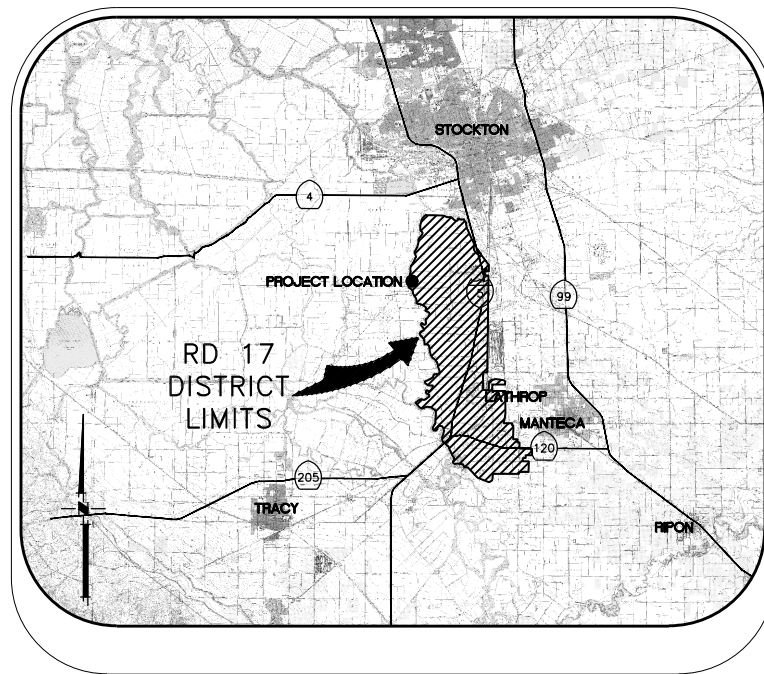 STOCKTON
4
PROJECT LOCATION
5
99
RD 17
DISTRICT
LIMITS
LATHROP
MANTECA
120
205
TRACY
RIPON